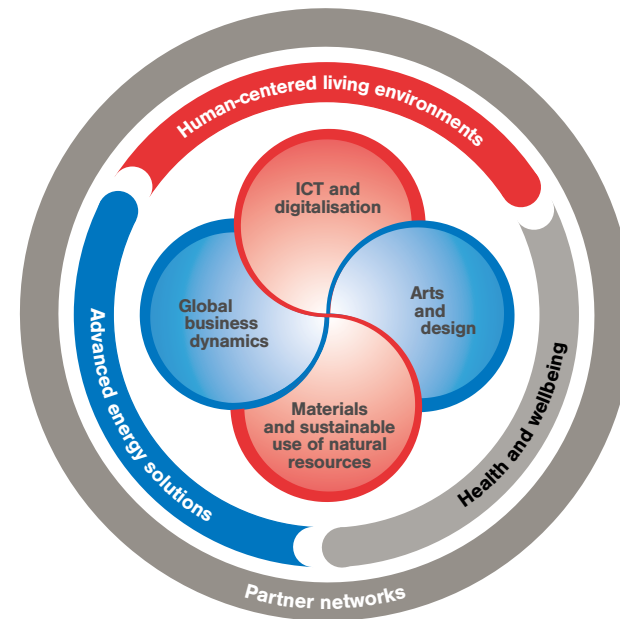 Human-centered living environments
ICT and
digitalisation
Global
business
dynamics
Arts
and
design
Materials
and sustainable
use of natural
resources
Advanced energy solutions
Health and wellbeing
Partner networks